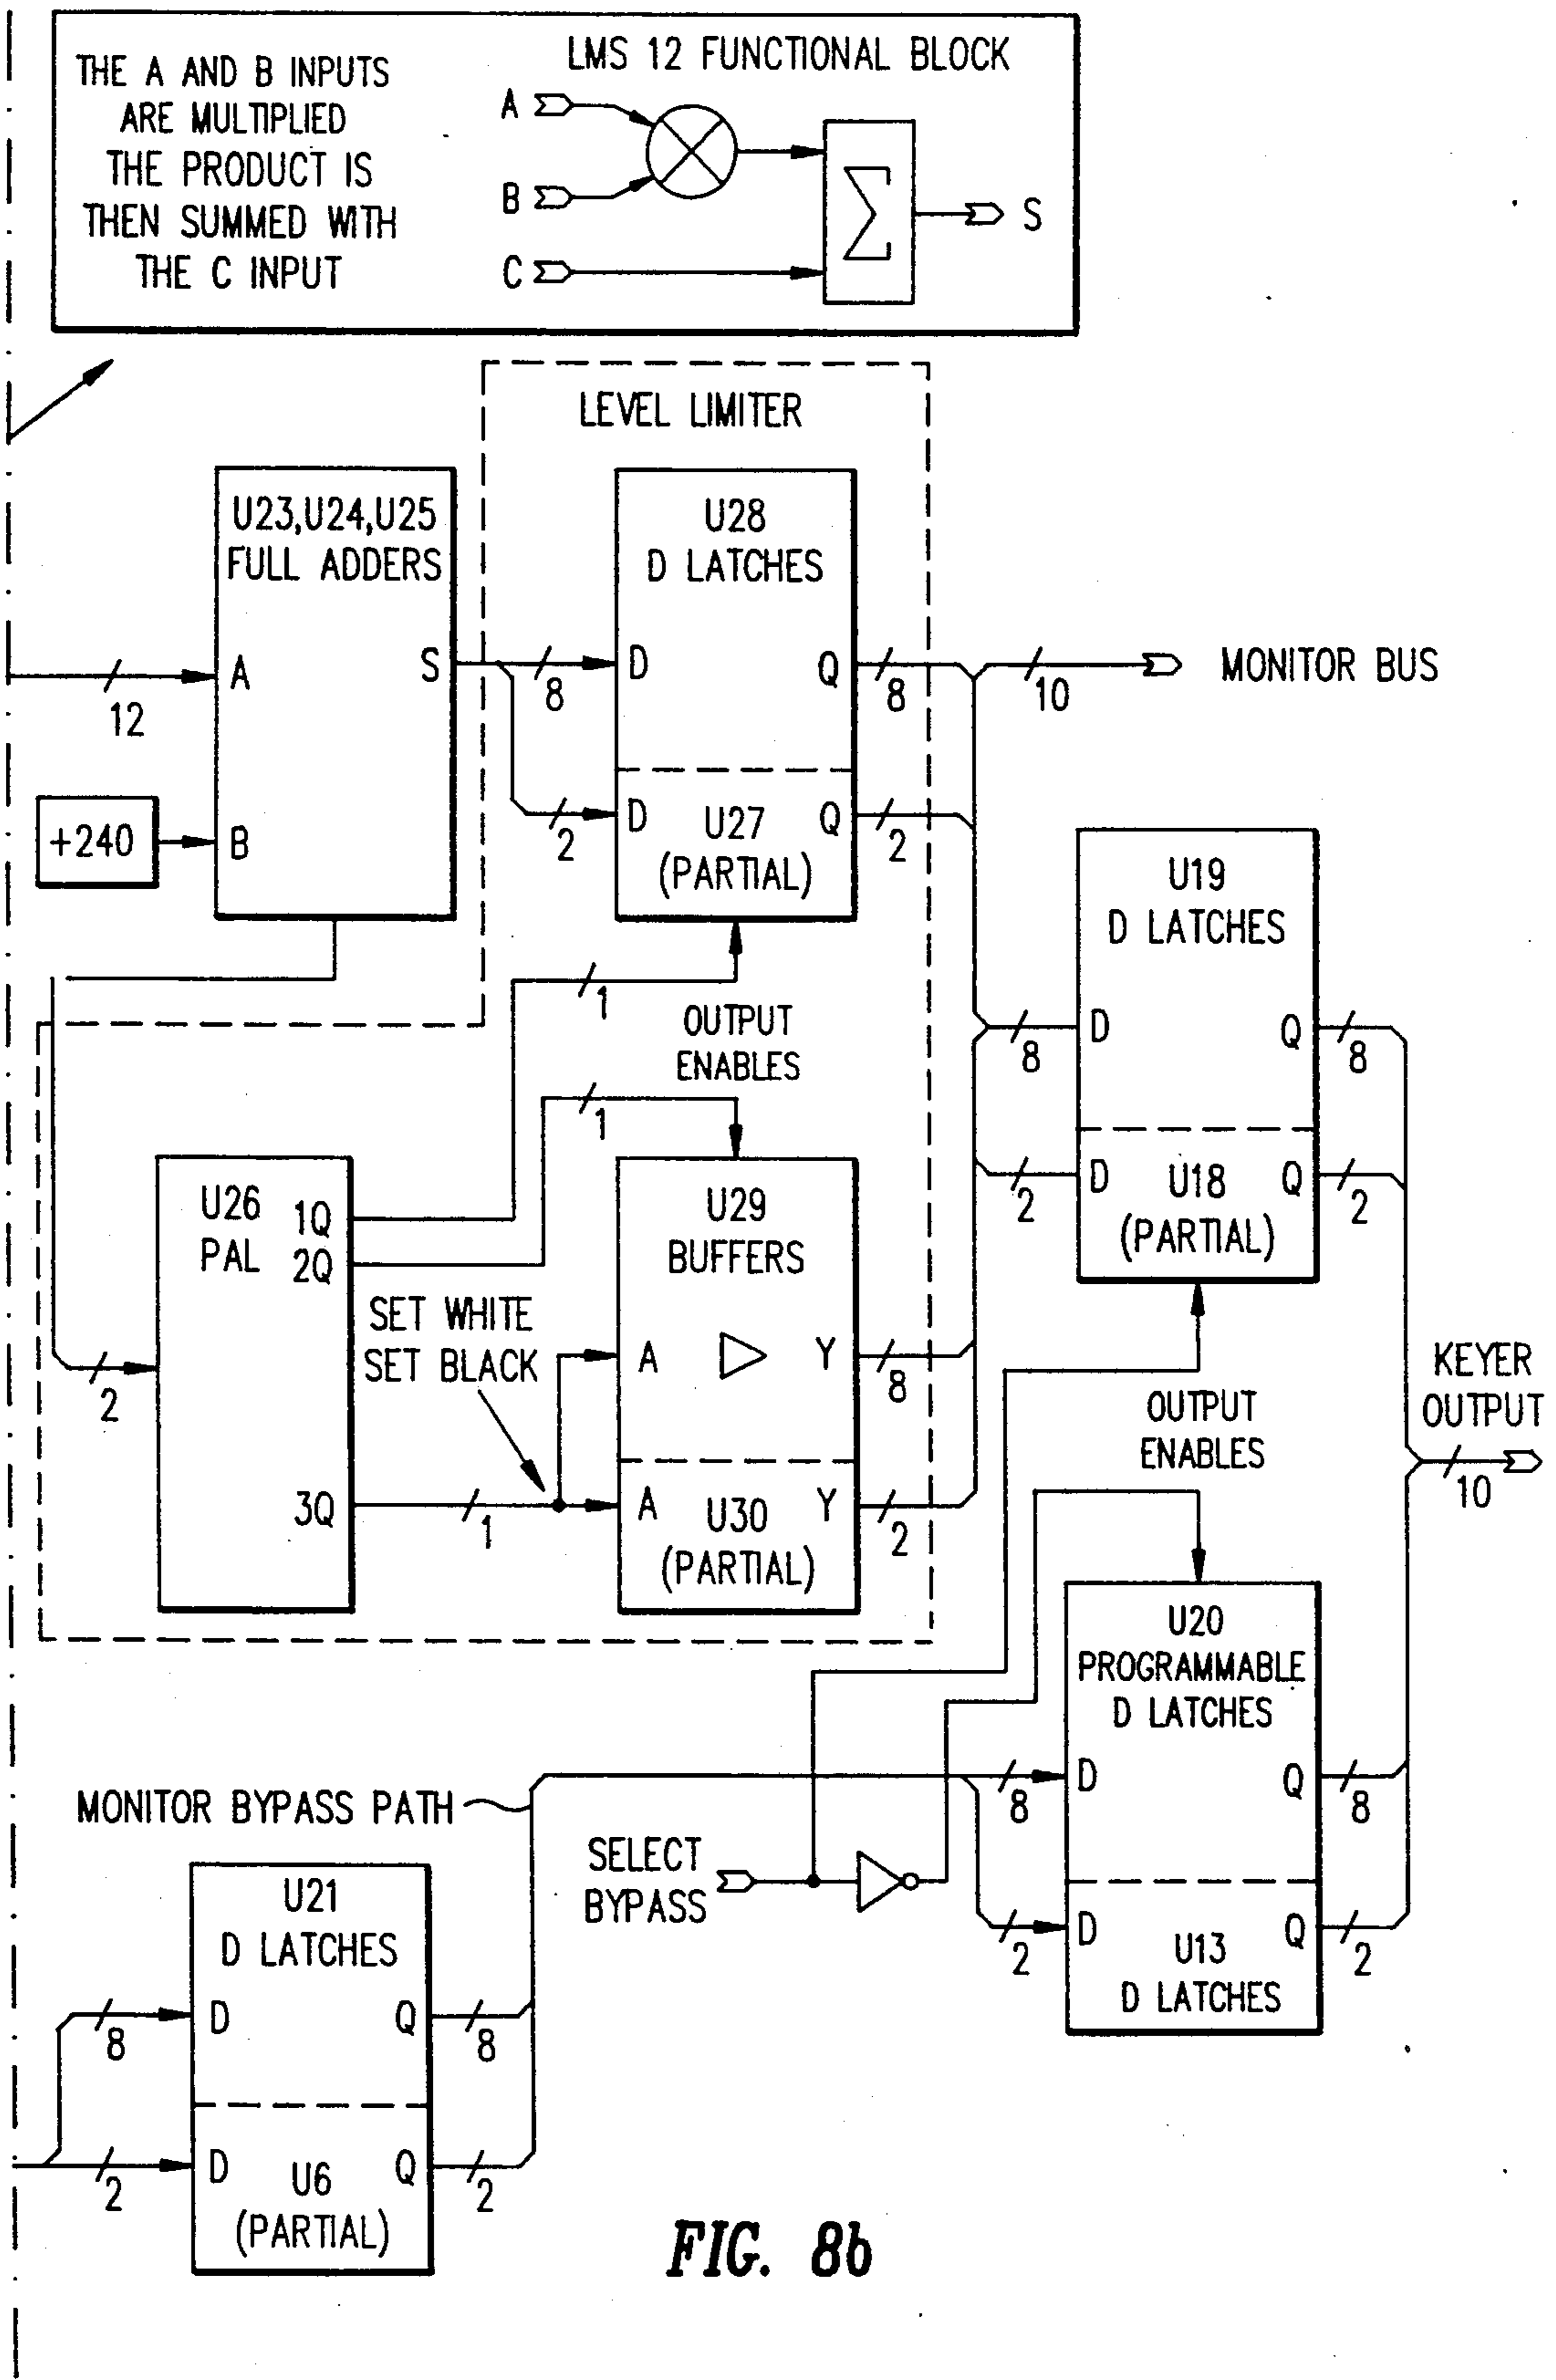 THE A AND B INPUTS
ARE MULTIPLIED
THE PRODUCT IS
THEN SUMMED WITH
THE C INPUT
LMS 12 FUNCTIONAL BLOCK
A
B
C
S
LEVEL LIMITER
U23,U24,U25
FULL ADDERS
A
S
12
+240
B
U28
D LATCHES
8
D
Q
8
2
D
U27
(PARTIAL)
Q
2
10
MONITOR BUS
1
OUTPUT
ENABLES
1
U19
D LATCHES
8
D
Q
8
2
D
U18
(PARTIAL)
Q
2
U26
PAL
1Q
2Q
3Q
2
SET WHITE
SET BLACK
1
U29
BUFFERS
A
Y
8
A
U30
(PARTIAL)
Y
2
OUTPUT
ENABLES
KEYER
OUTPUT
10
U20
PROGRAMMABLE
D LATCHES
8
D
Q
8
2
D
U13
D LATCHES
Q
2
MONITOR BYPASS PATH
SELECT
BYPASS
U21
D LATCHES
8
D
Q
8
2
D
U6
(PARTIAL)
Q
2
FIG. 8b